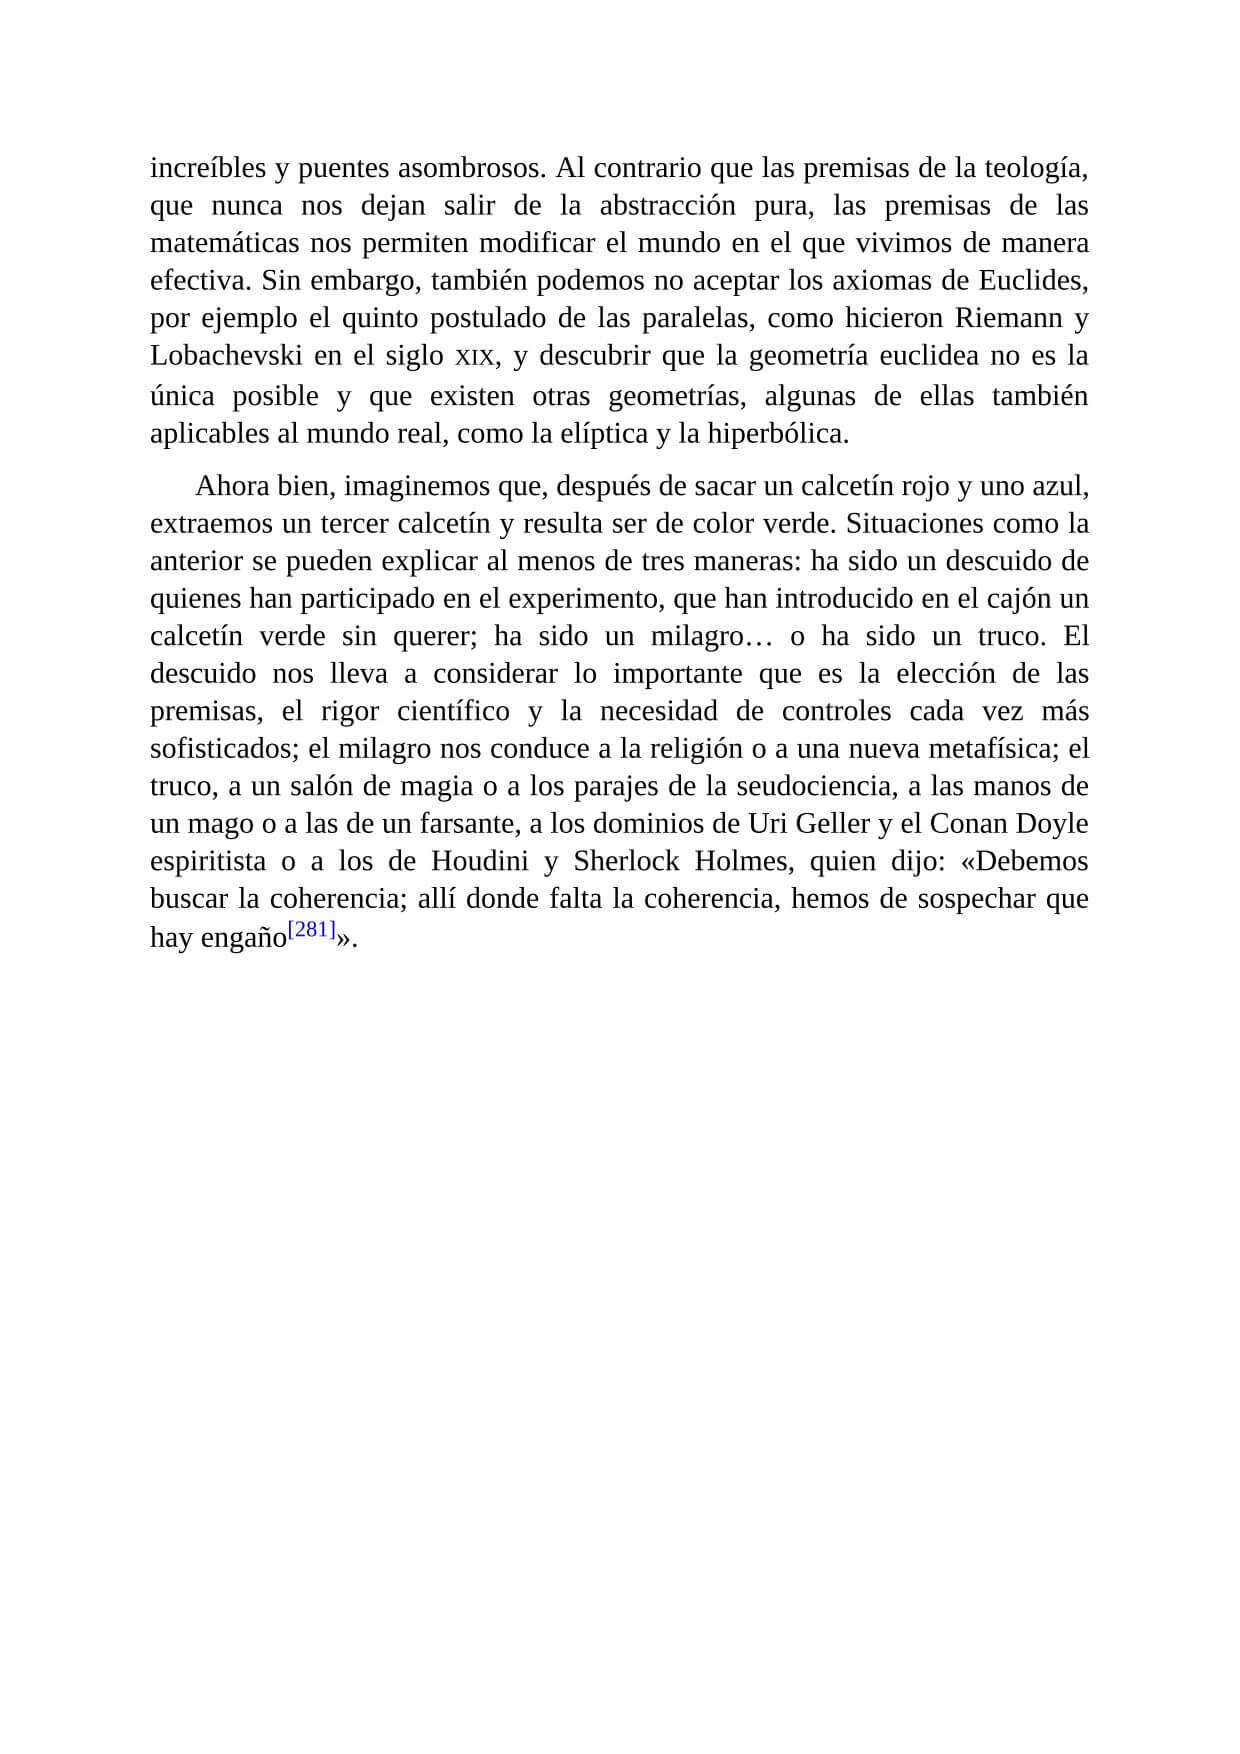 increíbles y puentes asombrosos. Al contrario que las premisas de la teología,
que nunca nos dejan salir de la abstracción pura, las premisas de las
matemáticas nos permiten modificar el mundo en el que vivimos de manera
efectiva. Sin embargo, también podemos no aceptar los axiomas de Euclides,
por ejemplo el quinto postulado de las paralelas, como hicieron Riemann y
Lobachevski en el siglo XIX, y descubrir que la geometría euclidea no es la
única posible y que existen otras geometrías, algunas de ellas también
aplicables al mundo real, como la elíptica y la hiperbólica.
Ahora bien, imaginemos que, después de sacar un calcetín rojo y uno azul,
extraemos un tercer calcetín y resulta ser de color verde. Situaciones como la
anterior se pueden explicar al menos de tres maneras: ha sido un descuido de
quienes han participado en el experimento, que han introducido en el cajón un
calcetín verde sin querer; ha sido un milagro… o ha sido un truco. El
descuido nos lleva a considerar lo importante que es la elección de las
premisas, el rigor científico y la necesidad de controles cada vez más
sofisticados; el milagro nos conduce a la religión o a una nueva metafísica; el
truco, a un salón de magia o a los parajes de la seudociencia, a las manos de
un mago o a las de un farsante, a los dominios de Uri Geller y el Conan Doyle
espiritista o a los de Houdini y Sherlock Holmes, quien dijo: «Debemos
buscar la coherencia; allí donde falta la coherencia, hemos de sospechar que
hay engaño[281]».